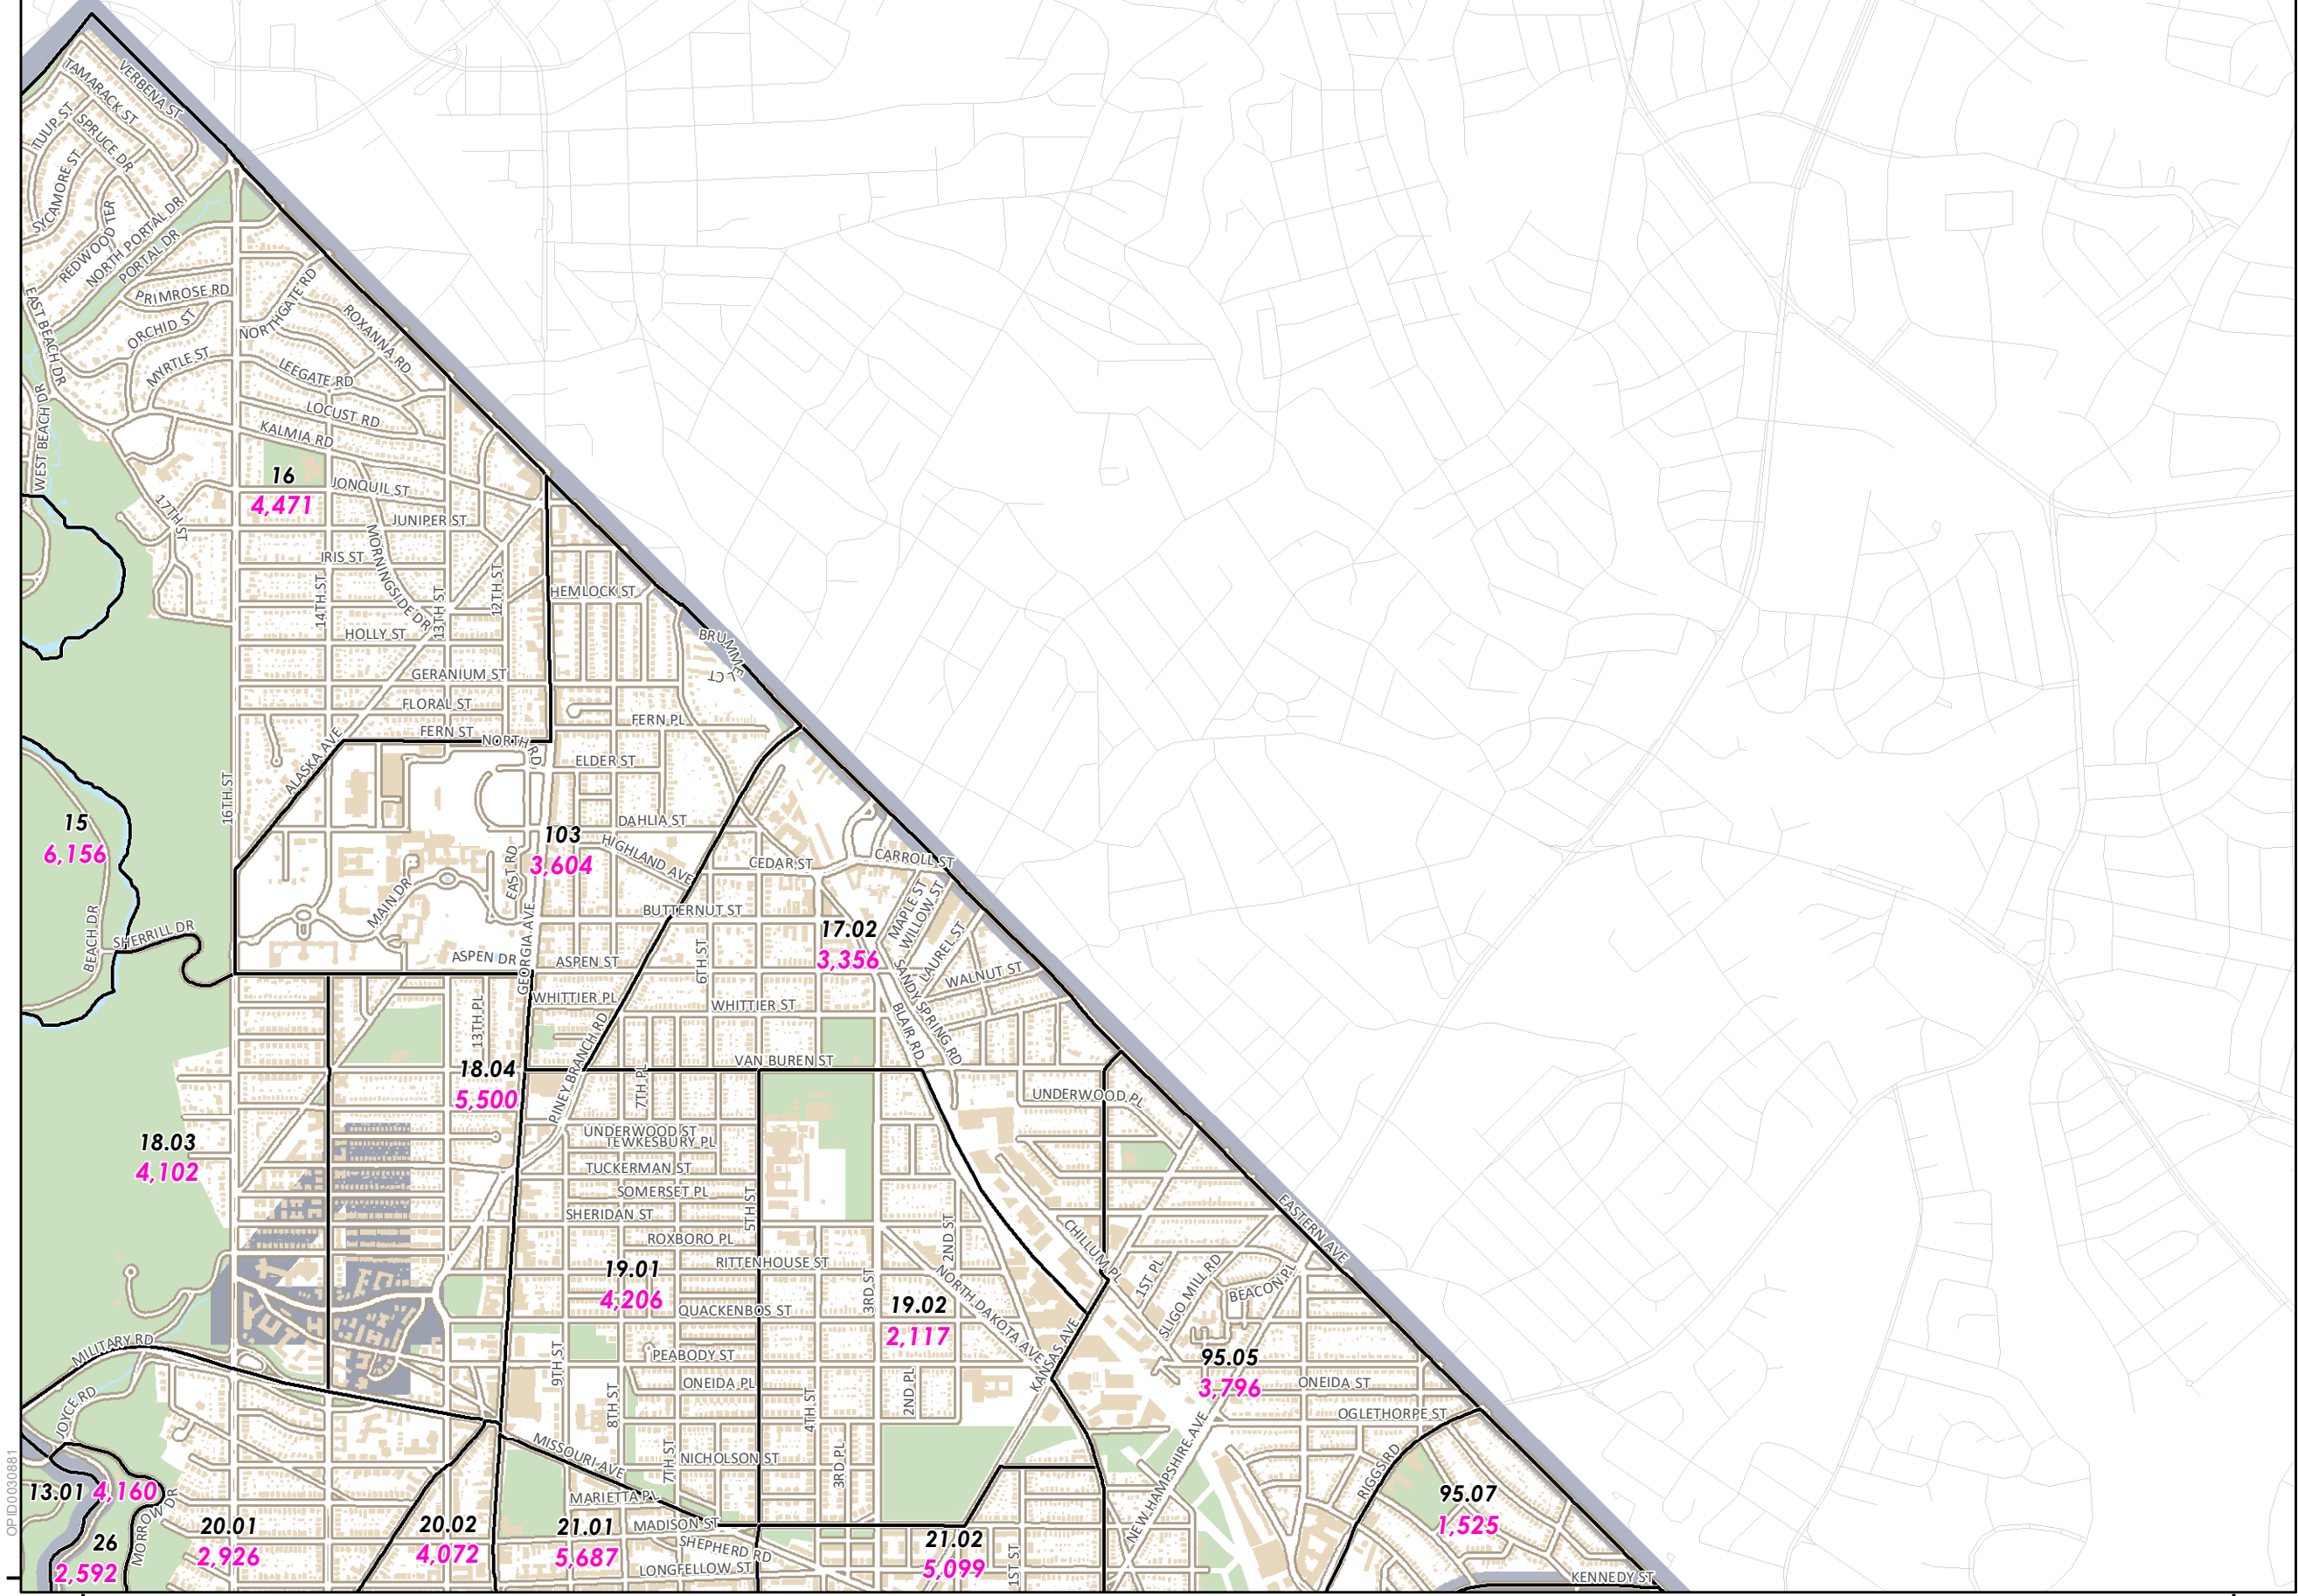 VERBENA ST
TAMARACK ST
TULIP ST
SPRUCE DR
SYCAMORE ST
REDWOOD TER
NORTH PORTAL DR
PORTAL DR
PRIMROSE RD
NORTHGATE RD
EAST BEACH DR
ORCHID ST
ROXANNA RD
MYRTLE ST
LEEGATE RD
WEST BEACH DR
LOCUST RD
KALMIA RD
16
4,471
JONQUIL ST
17TH ST
JUNIPER ST
MORNINGSIDE DR
IRIS ST
14TH ST
13TH ST
12TH ST
HEMLOCK ST
HOLLY ST
BRUMMEL CT
GERANIUM ST
FLORAL ST
FERN ST
NORTH RD
FERN PL
ALASKA AVE
ELDER ST
16TH ST
15
6,156
103
3,604
DAHLIA ST
HIGHLAND AVE
CEDAR ST
CARROLL ST
EAST RD
MAIN DR
MAPLE ST
WILLOW ST
BUTTERNUT ST
GEORGIA AVE
BEACH DR
SHERRILL DR
17.02
3,356
LAUREL ST
ASPEN DR
ASPEN ST
6TH ST
WALNUT ST
SANDY SPRING RD
WHITTIER PL
WHITTIER ST
13TH PL
BLAIR RD
PINEY BRANCH RD
VAN BUREN ST
18.04
5,500
7TH PL
UNDERWOOD PL
UNDERWOOD ST
TEWKESBURY PL
18.03
4,102
TUCKERMAN ST
SOMERSET PL
5TH ST
SHERIDAN ST
EASTERN AVE
2ND ST
CHILLUM PL
ROXBORO PL
RITTENHOUSE ST
19.01
4,206
3RD ST
NORTH DAKOTA AVE
1ST PL
SLIGO MILL RD
BEACON PL
QUACKENBOS ST
19.02
2,117
MILITARY RD
9TH ST
PEABODY ST
KANSAS AVE
95.05
3,796
ONEIDA PL
ONEIDA ST
JOYCE RD
8TH ST
4TH ST
2ND PL
OGLETHORPE ST
MISSOURI AVE
7TH ST
NICHOLSON ST
3RD PL
NEW HAMPSHIRE AVE
RIGGS RD
OPID00330881
13.01
4,160
MORROW DR
MARIETTA PL
95.07
1,525
26
2,592
20.01
2,926
20.02
4,072
21.01
5,687
MADISON ST
SHEPHERD RD
LONGFELLOW ST
21.02
5,099
1ST ST
KENNEDY ST